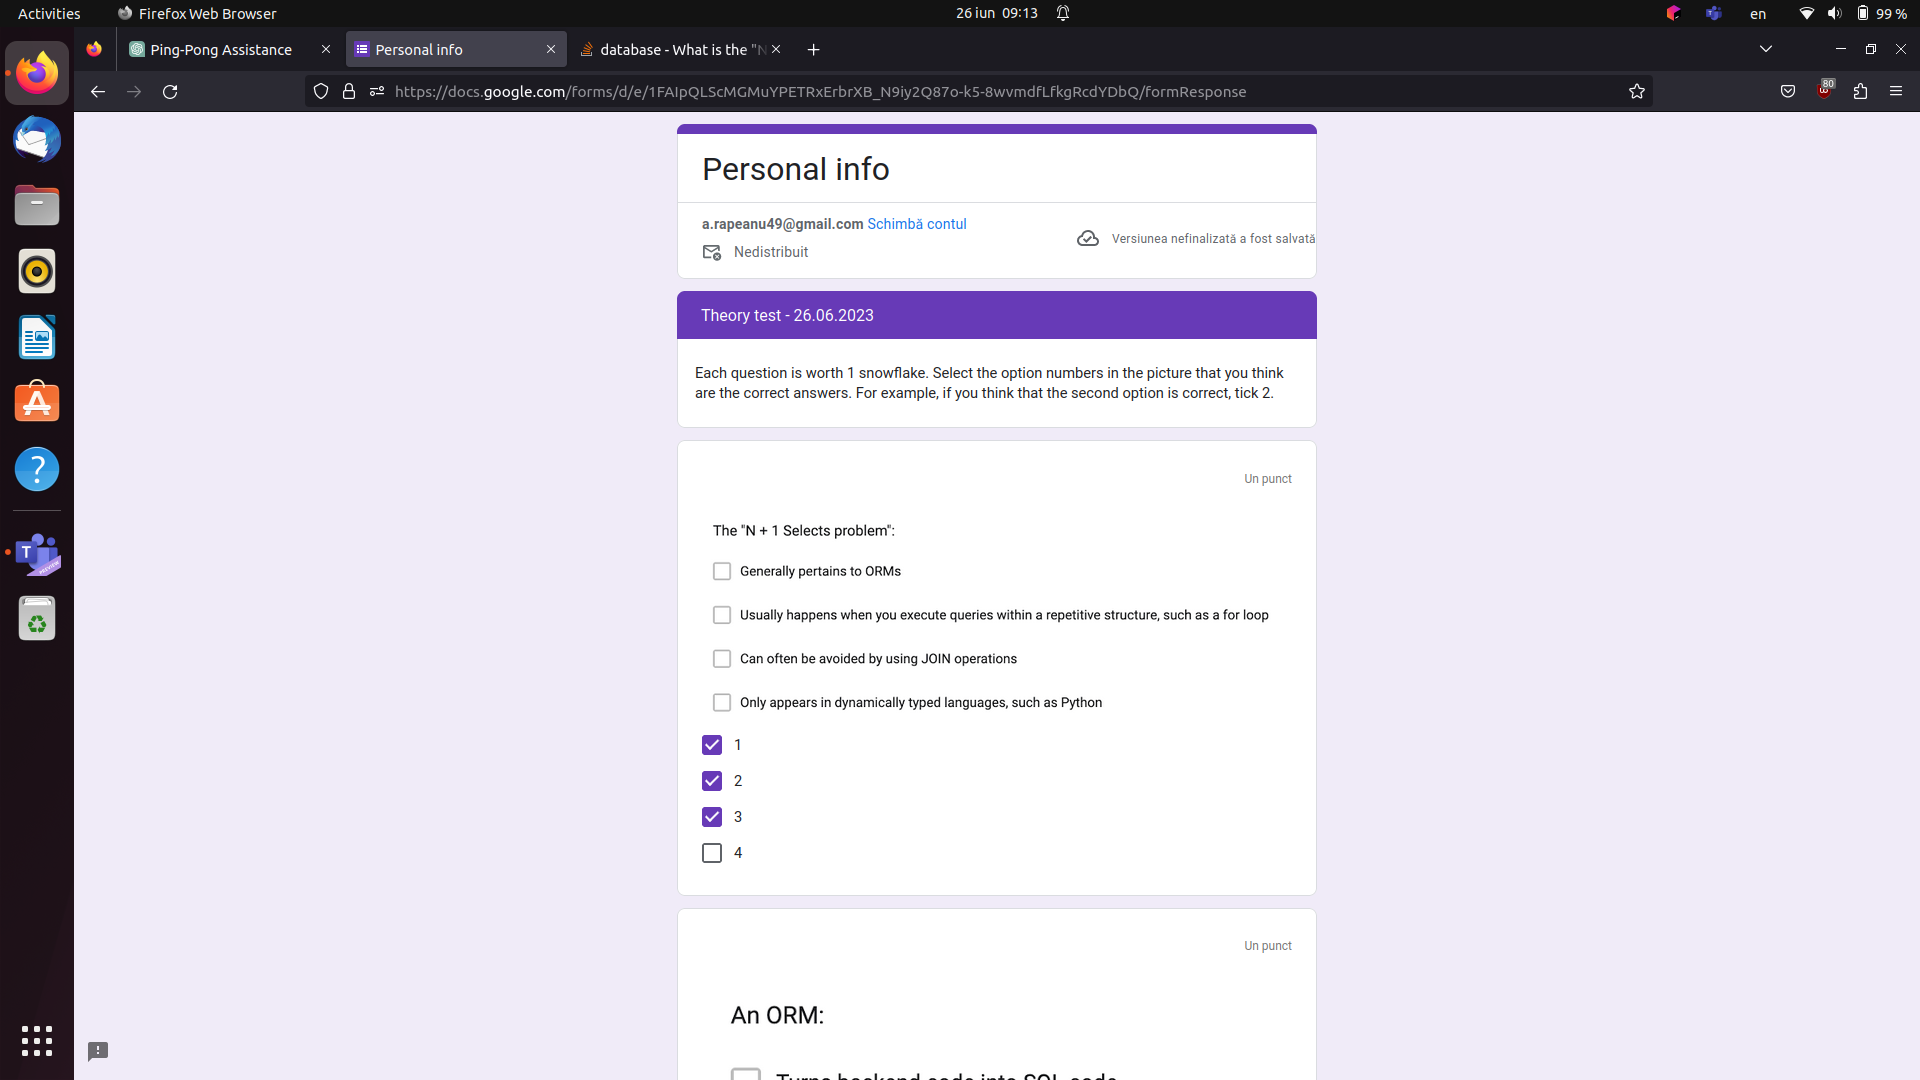 Activities
Firefox Web Browser
26 iun 09:13
en
99 %
Ping-Pong Assistance
Personal info
database - What is the "N
https://docs.google.com/forms/d/e/1FAIpQLScMGMuYPETRxErbrXB_N9iy2Q87o-k5-8wvmdfLfkgRcdYDbQ/formResponse
80
Personal info
a.rapeanu49@gmail.com Schimbă contul
Versiunea nefinalizată a fost salvată
Nedistribuit
Theory test - 26.06.2023
Each question is worth 1 snowflake. Select the option numbers in the picture that you think
are the correct answers. For example, if you think that the second option is correct, tick 2.
Un punct
The "N + 1 Selects problem":
Generally pertains to ORMs
Usually happens when you execute queries within a repetitive structure, such as a for loop
Can often be avoided by using JOIN operations
Only appears in dynamically typed languages, such as Python
1
2
3
4
Un punct
An ORM:
Turns backend code into SQL code